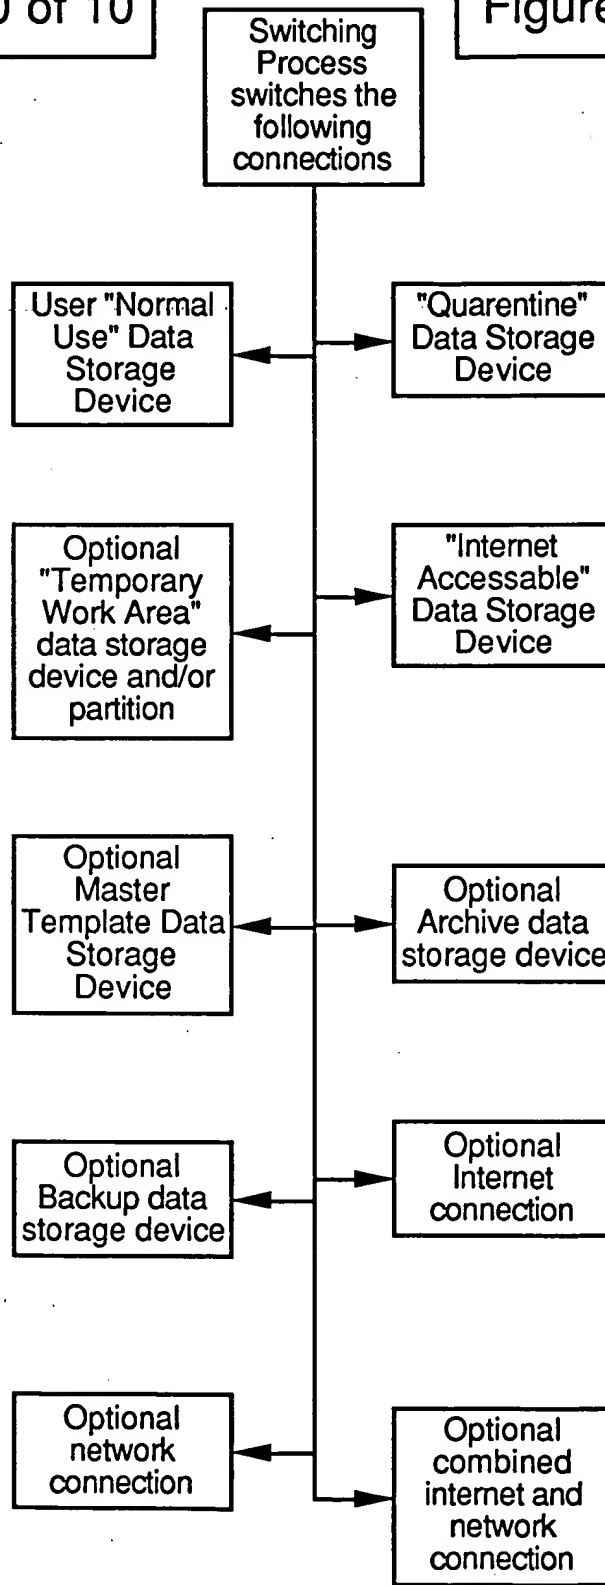 0 of 10
Figure
Switching
Process
switches the
following
connections
User "Normal
Use" Data
Storage
Device
"Quarentine"
Data Storage
Device
Optional
"Temporary
Work Area"
data storage
device and/or
partition
"Internet
Accessable"
Data Storage
Device
Optional
Master
Template Data
Storage
Device
Optional
Archive data
storage device
Optional
Backup data
storage device
Optional
Internet
connection
Optional
network
connection
Optional
combined
internet and
network
connection